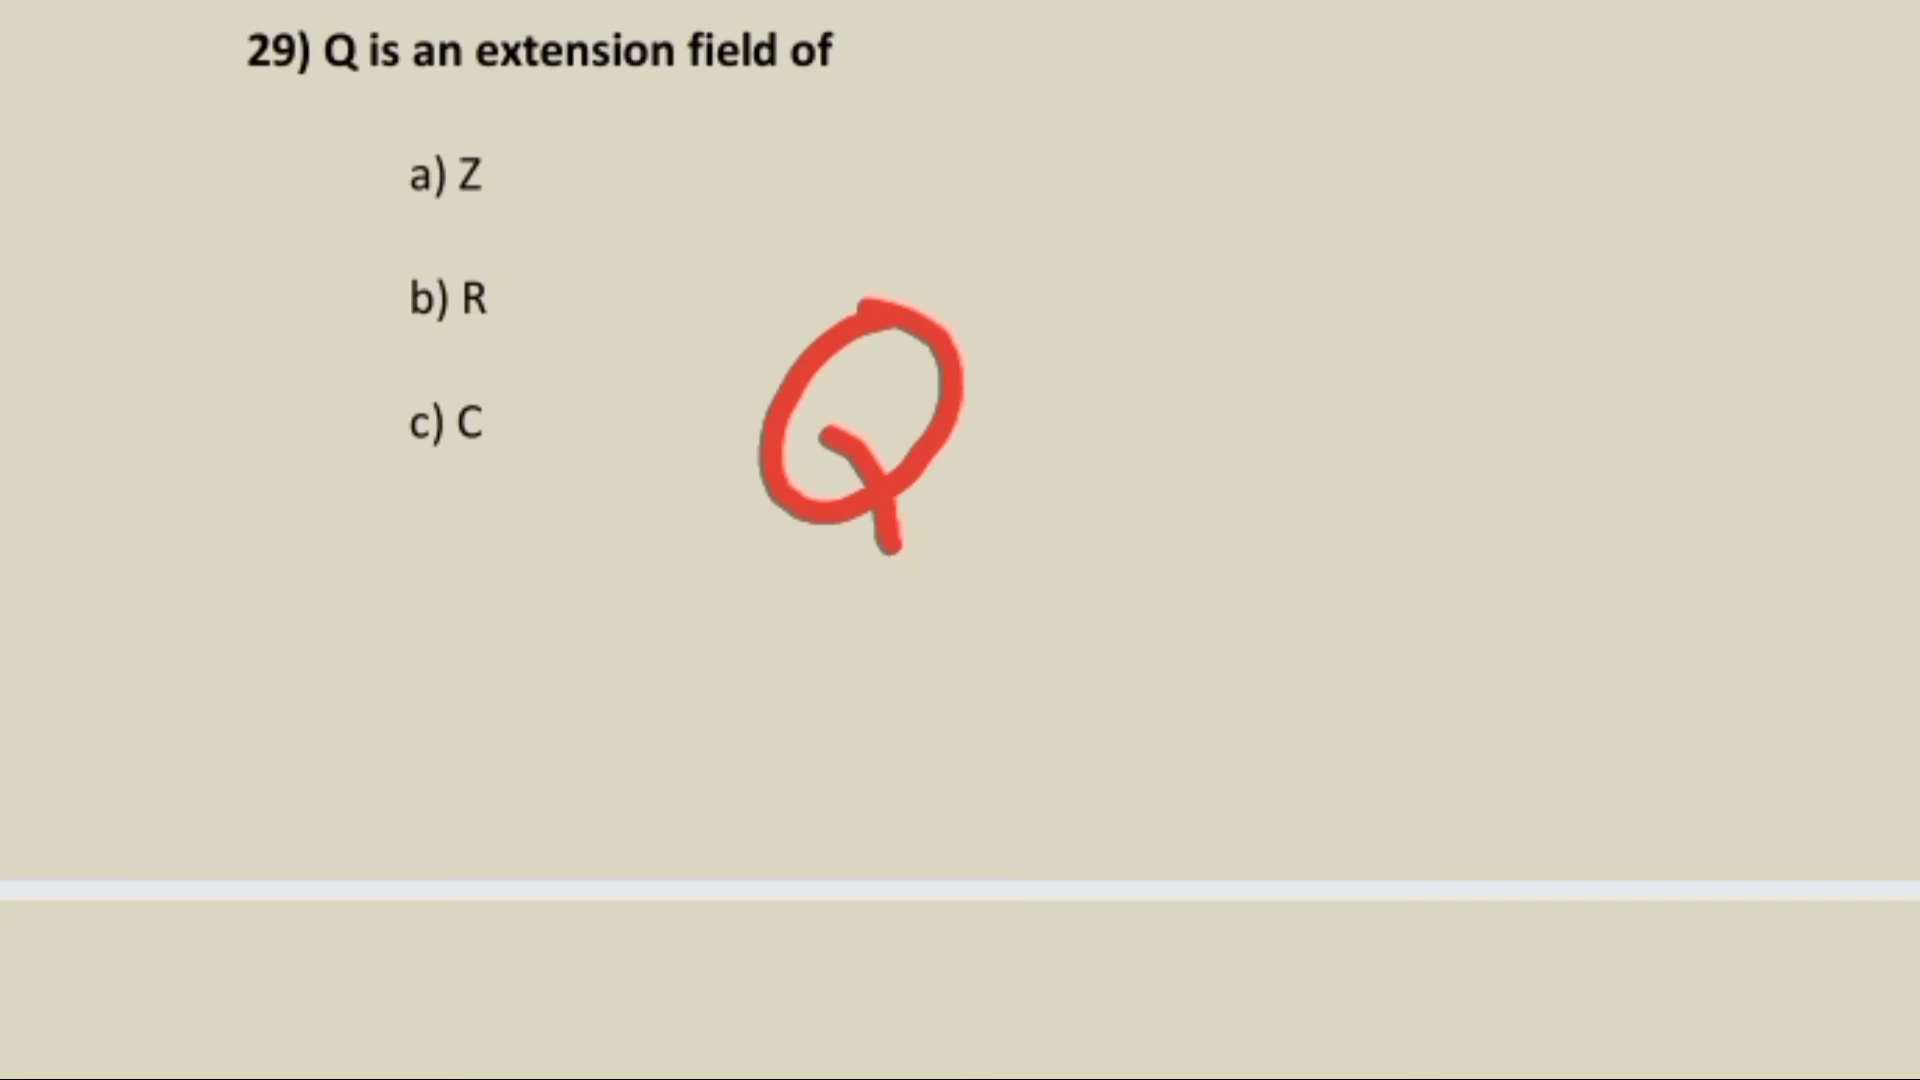 29) Q is an extension field of
a) Z
b) R
c) C
Q